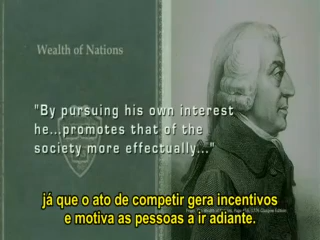 Wealth of Nations
"By pursuing his own interest
he...promotes that of the
society more effectually..."
já que o ato de competir gera incentivos
e motiva as pessoas a ir adiante.